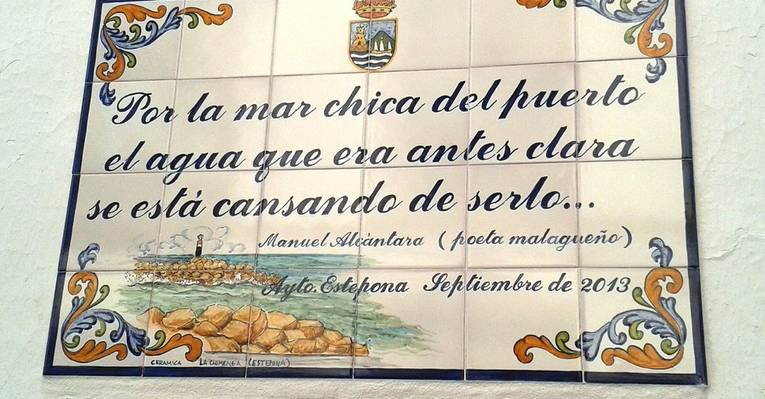 Por la mar chica del puerto
el agua que era antes clara
se está cansando de serlo...
Manuel Alcántara (poeta malagueño)
Ayto. Estepona Septiembre de 2013
CERAMICA LA CHIMENEA (ESTEPONA)